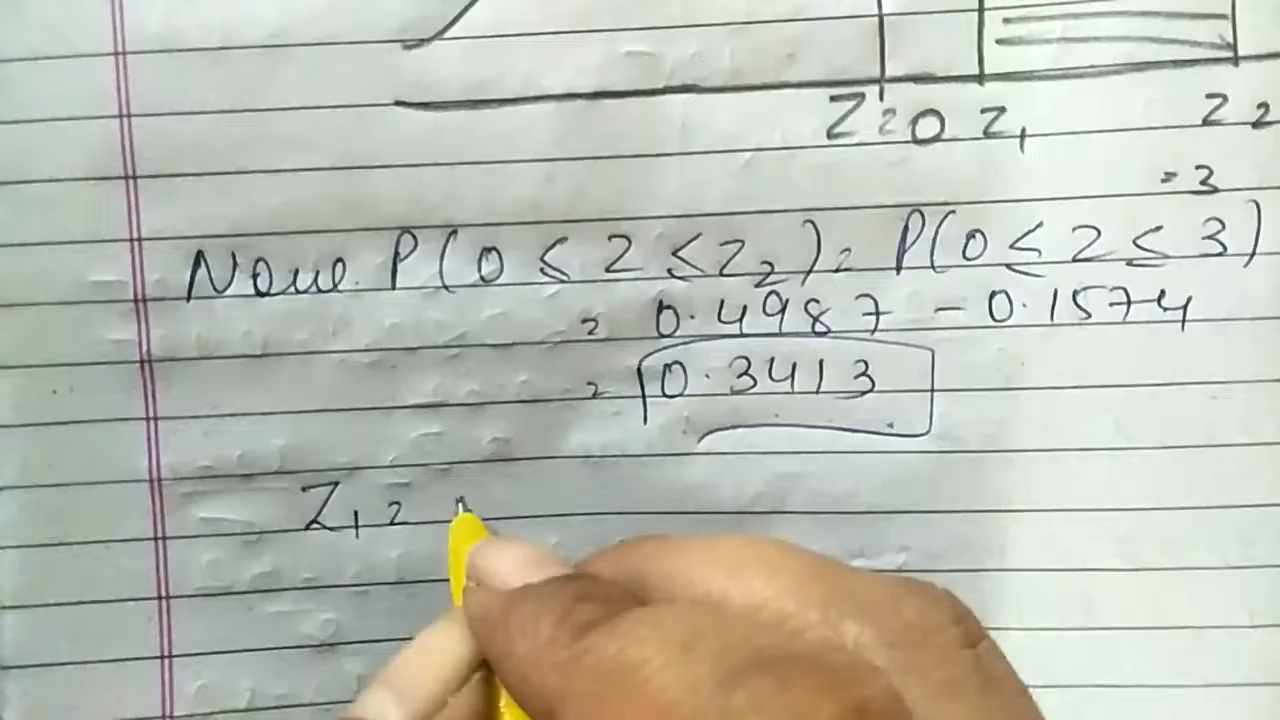 Z=0 Z1 Z2
=3
Now P(0≤Z≤Z2) = P(0≤Z≤3)
= 0.4987 - 0.1574
= 0.3413
Z1 =